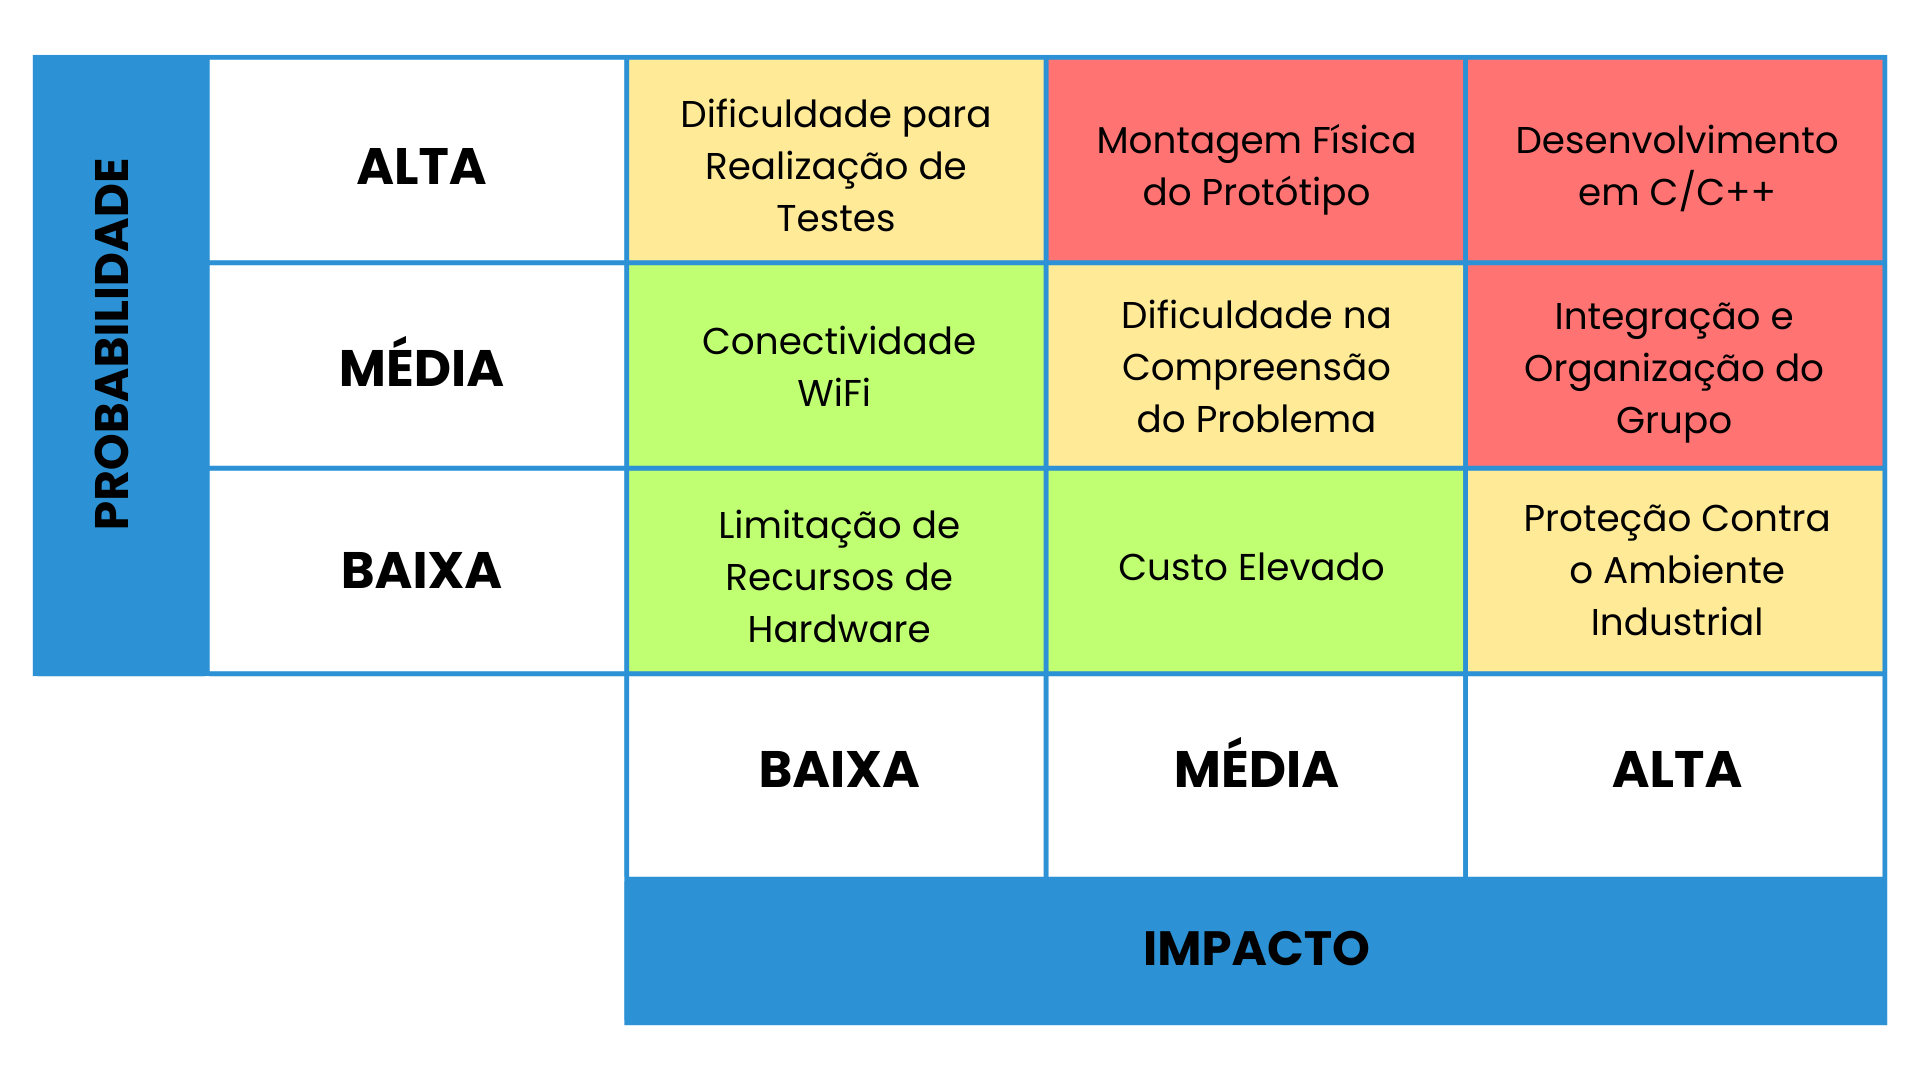 PROBABILIDADE
ALTA
Dificuldade para
Realização de
Testes
Montagem Física
do Protótipo
Desenvolvimento
em C/C++
MÉDIA
Conectividade
WiFi
Dificuldade na
Compreensão
do Problema
Integração e
Organização do
Grupo
BAIXA
Limitação de
Recursos de
Hardware
Custo Elevado
Proteção Contra
o Ambiente
Industrial
BAIXA
MÉDIA
ALTA
IMPACTO